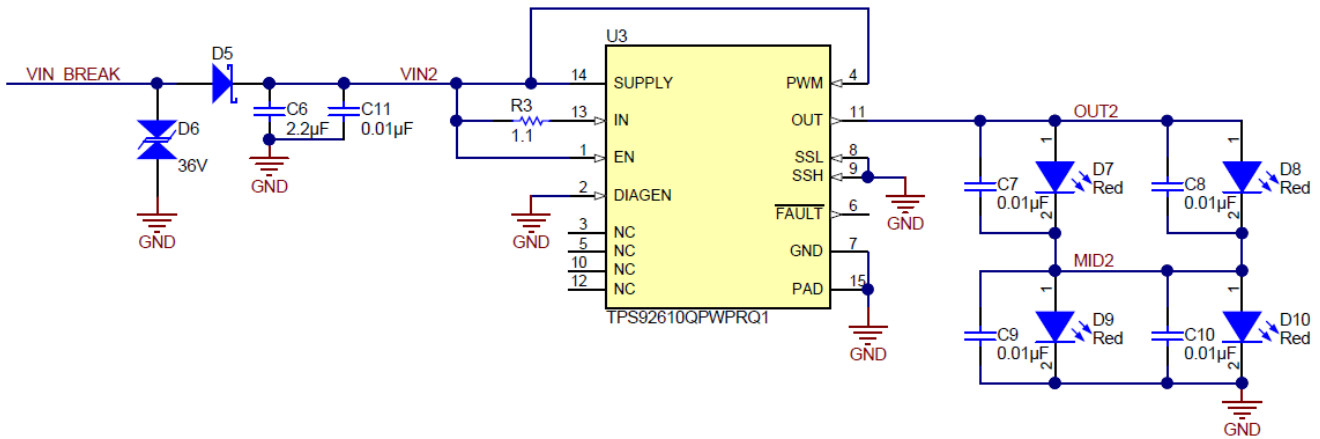 U3
D5
VIN_BREAK
VIN2
14
SUPPLY
PWM
4
C6
2.2µF
C11
0.01µF
R3
1.1
13
IN
OUT
11
OUT2
D6
36V
1
EN
SSL
8
SSH
9
GND
2
DIAGEN
GND
GND
FAULT
6
GND
3
NC
5
NC
10
NC
12
NC
GND
7
PAD
15
GND
TPS92610QPWPRQ1
1
C7
0.01µF
D7
Red
2
1
C8
0.01µF
D8
Red
2
MID2
1
C9
0.01µF
D9
Red
2
1
C10
0.01µF
D10
Red
2
GND